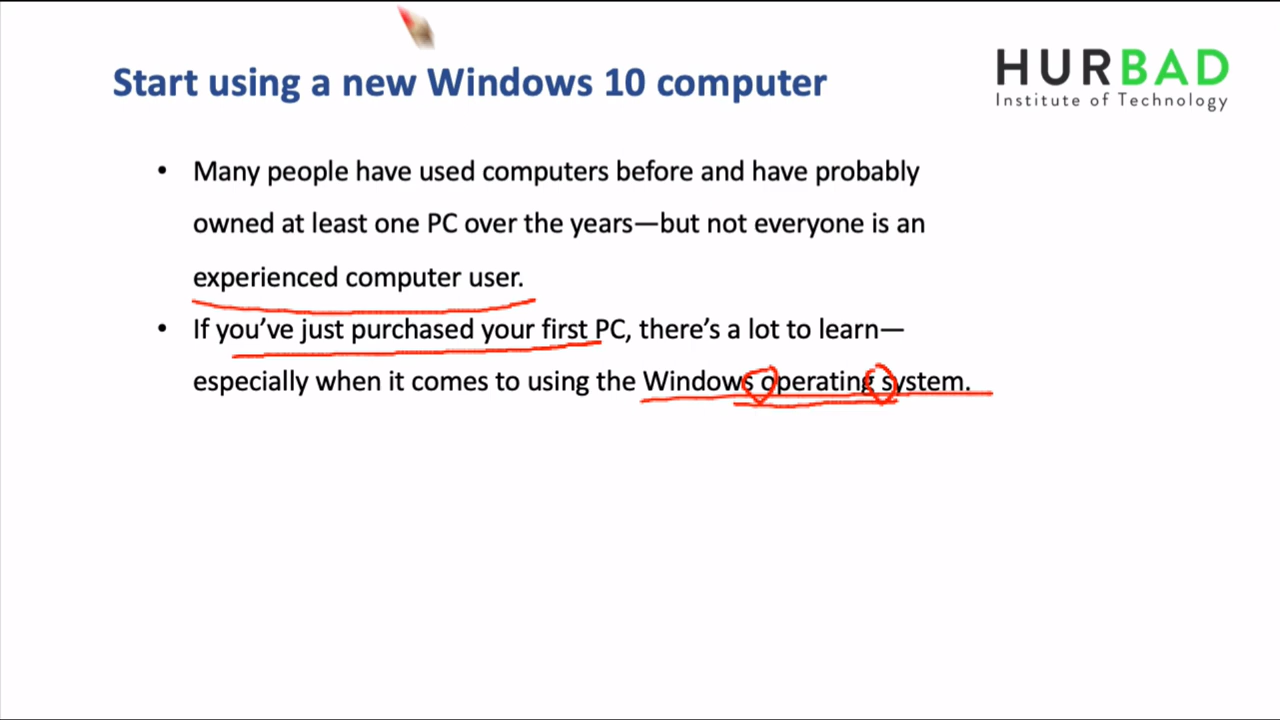 Start using a new Windows 10 computer
HURBAD
Institute of Technology
• Many people have used computers before and have probably
owned at least one PC over the years—but not everyone is an
experienced computer user.
• If you’ve just purchased your first PC, there’s a lot to learn—
especially when it comes to using the Windows operating system.